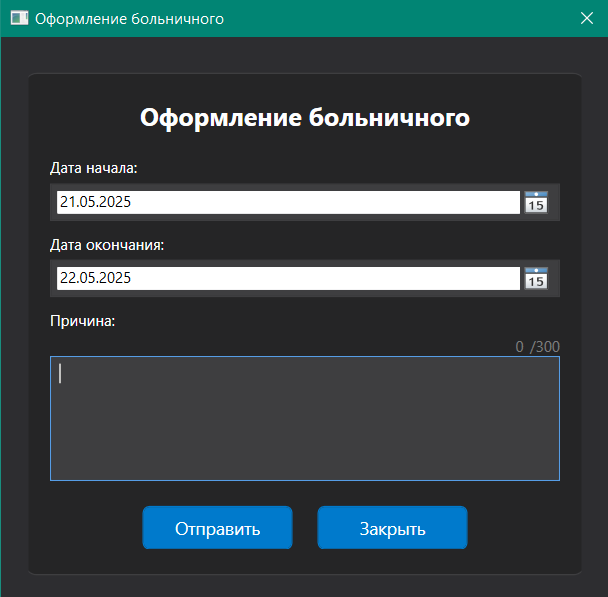 Оформление больничного
Оформление больничного
Дата начала:
21.05.2025
15
Дата окончания:
22.05.2025
15
Причина:
0 /300
Отправить Закрыть